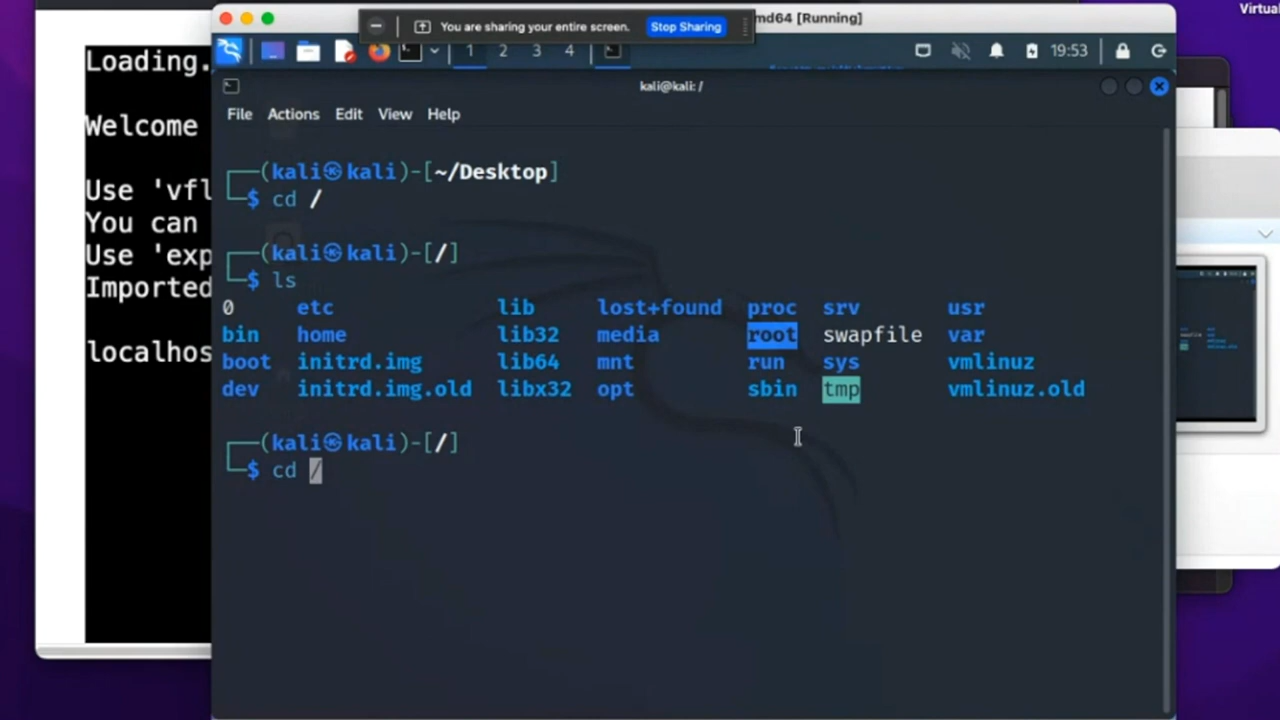 Virtual
md64 [Running]
You are sharing your entire screen. Stop Sharing
1 2 3 4 19:53
kali@kali: /
File Actions Edit View Help
Loading.
Welcome
Use 'vfl
You can
Use 'exp
Imported
localhos
┌──(kali㉿kali)-[~/Desktop]
└─$ cd /
┌──(kali㉿kali)-[/]
└─$ ls
0 etc lib lost+found proc srv usr
bin home lib32 media root swapfile var
boot initrd.img lib64 mnt run sys vmlinuz
dev initrd.img.old libx32 opt sbin tmp vmlinuz.old
┌──(kali㉿kali)-[/]
└─$ cd /